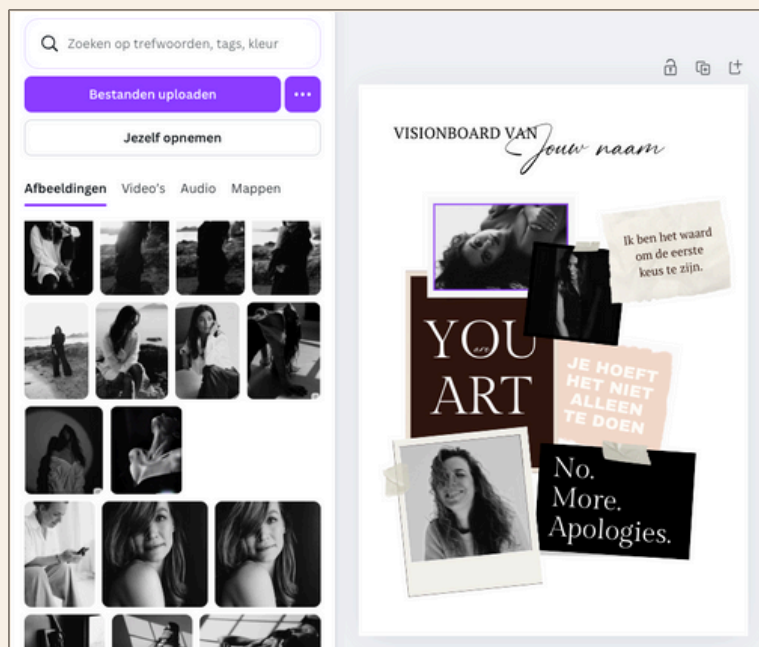 Zoeken op trefwoorden, tags, kleur
Bestanden uploaden
Jezelf opnemen
Afbeeldingen Video's Audio Mappen
VISIONBOARD VAN
Jouw naam
Ik ben het waard
om de eerste
keus te zijn.
YOU
are
ART
JE HOEFT
HET NIET
ALLEEN
TE DOEN
No.
More.
Apologies.